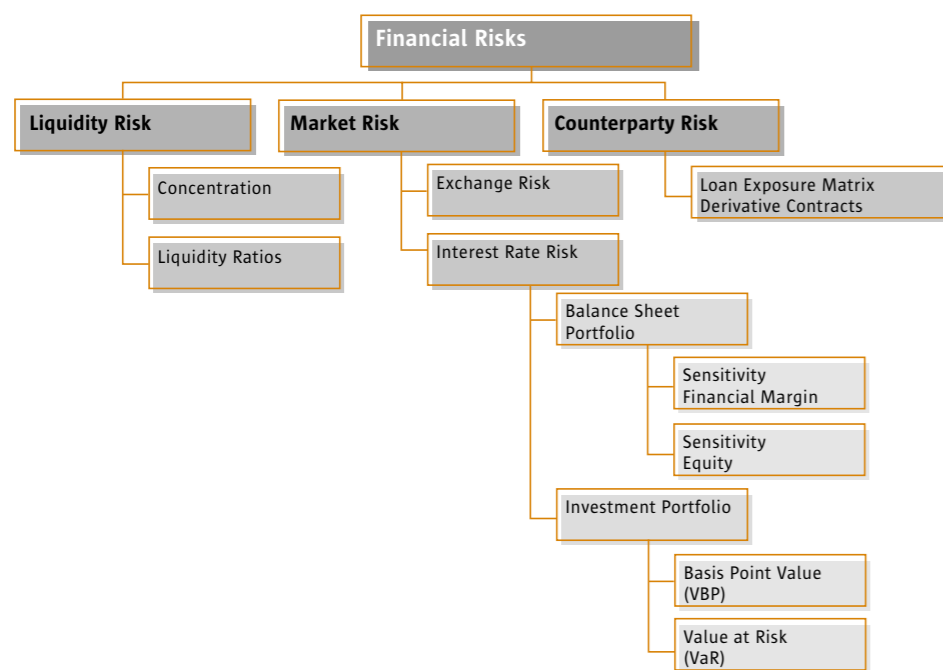 Financial Risks
Liquidity Risk
Market Risk
Counterparty Risk
Concentration
Exchange Risk
Loan Exposure Matrix
Derivative Contracts
Liquidity Ratios
Interest Rate Risk
Balance Sheet
Portfolio
Sensitivity
Financial Margin
Sensitivity
Equity
Investment Portfolio
Basis Point Value
(VBP)
Value at Risk
(VaR)